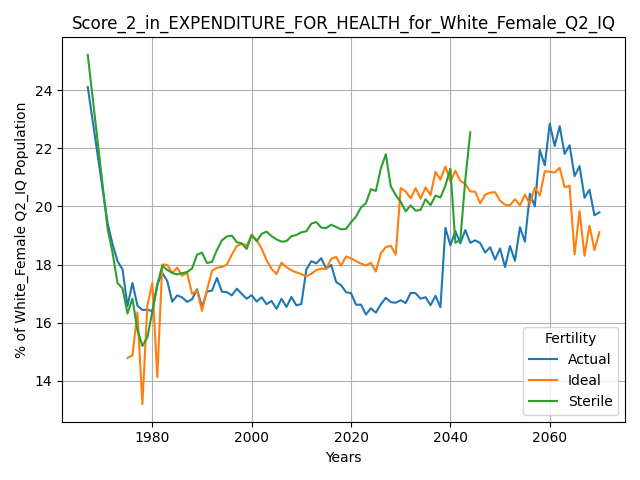 Score_2_in_EXPENDITURE_FOR_HEALTH_for_White_Female_Q2_IQ
% of White_Female Q2_IQ Population
24
22
20
18
16
14
1980
2000
2020
2040
2060
Years
Fertility
Actual
Ideal
Sterile